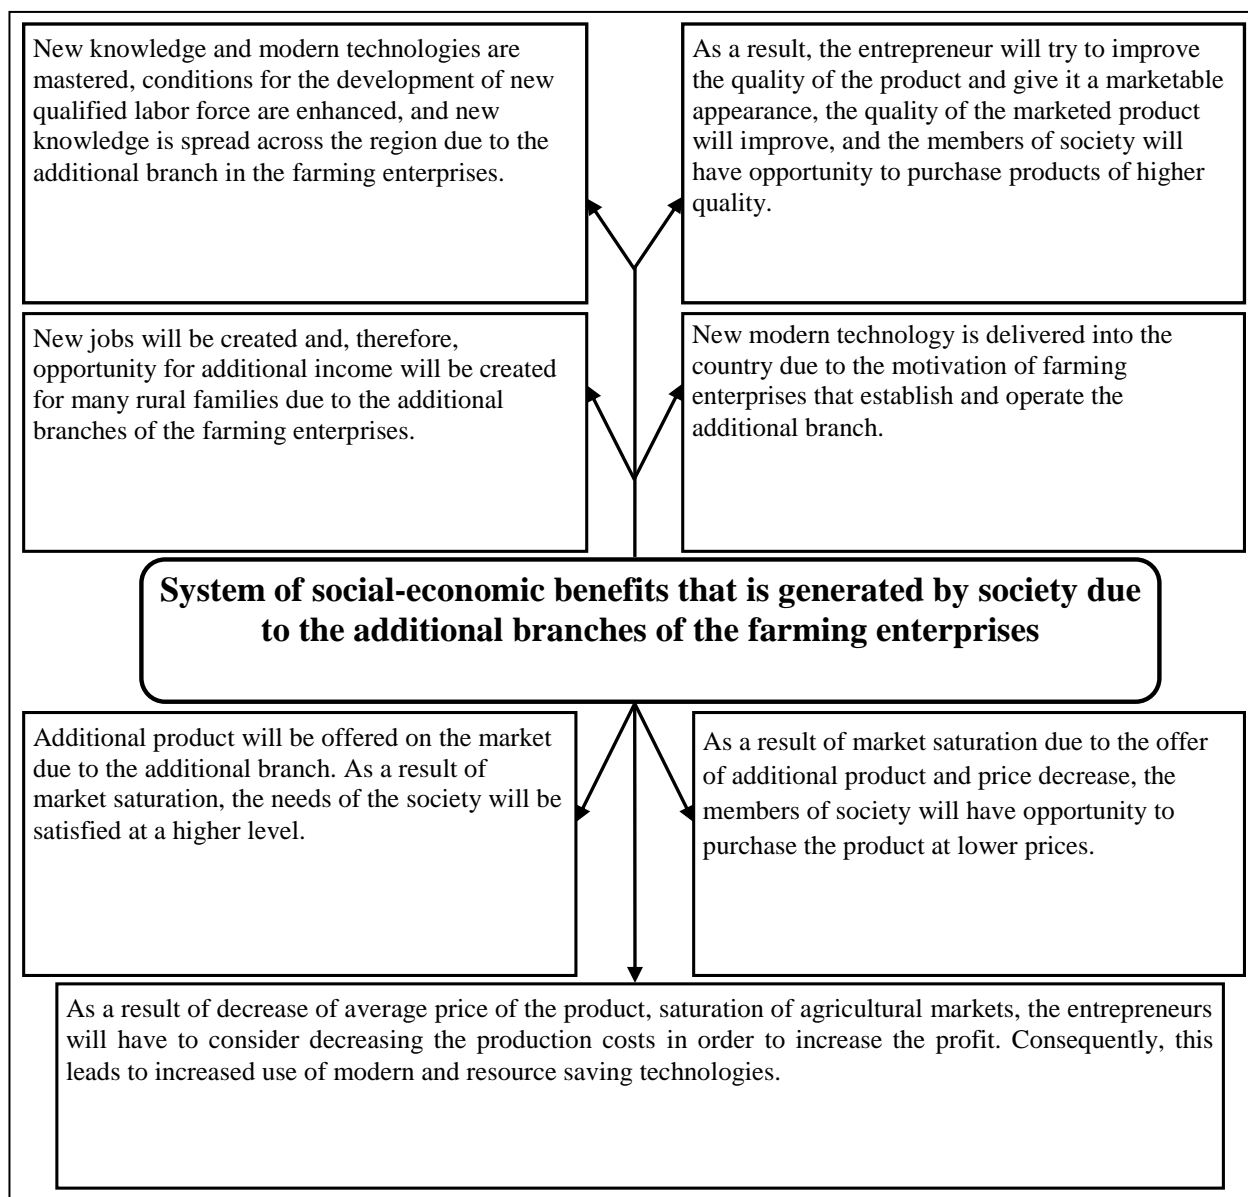 New knowledge and modern technologies are
mastered, conditions for the development of new
qualified labor force are enhanced, and new
knowledge is spread across the region due to the
additional branch in the farming enterprises.
As a result, the entrepreneur will try to improve
the quality of the product and give it a marketable
appearance, the quality of the marketed product
will improve, and the members of society will
have opportunity to purchase products of higher
quality.
New jobs will be created and, therefore,
opportunity for additional income will be created
for many rural families due to the additional
branches of the farming enterprises.
New modern technology is delivered into the
country due to the motivation of farming
enterprises that establish and operate the
additional branch.
System of social-economic benefits that is generated by society due
to the additional branches of the farming enterprises
Additional product will be offered on the market
due to the additional branch. As a result of
market saturation, the needs of the society will be
satisfied at a higher level.
As a result of market saturation due to the offer
of additional product and price decrease, the
members of society will have opportunity to
purchase the product at lower prices.
As a result of decrease of average price of the product, saturation of agricultural markets, the entrepreneurs
will have to consider decreasing the production costs in order to increase the profit. Consequently, this
leads to increased use of modern and resource saving technologies.